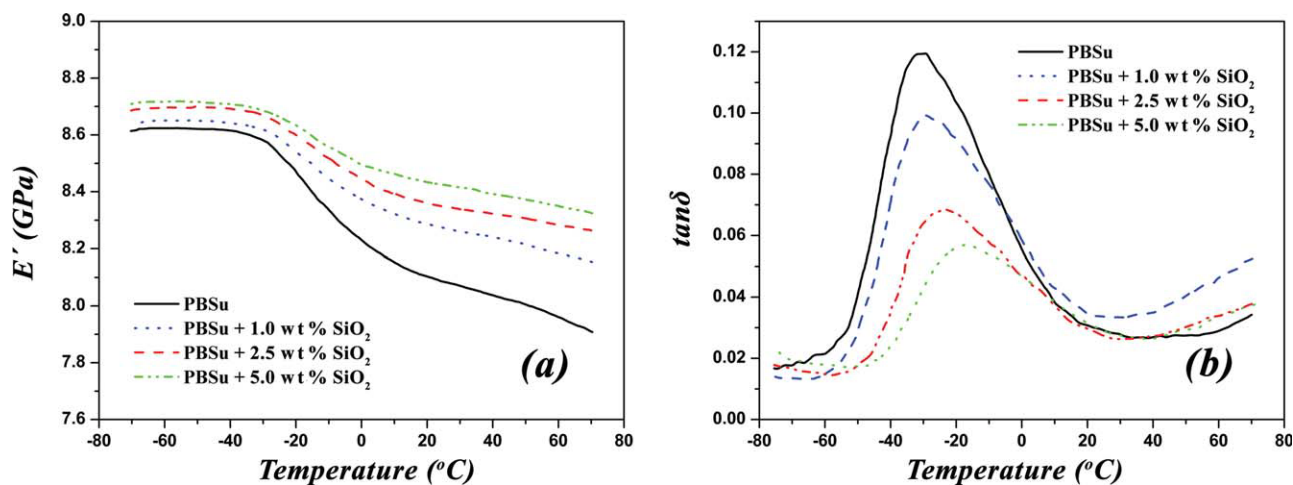 9.0
8.8
8.6
8.4
8.2
8.0
7.8
7.6
E´ (GPa)
PBSu
PBSu + 1.0 wt % SiO₂
PBSu + 2.5 wt % SiO₂
PBSu + 5.0 wt % SiO₂
(a)
-80 -60 -40 -20 0 20 40 60 80
Temperature (°C)
0.12
0.10
0.08
0.06
0.04
0.02
0.00
tanδ
PBSu
PBSu + 1.0 wt % SiO₂
PBSu + 2.5 wt % SiO₂
PBSu + 5.0 wt % SiO₂
(b)
-80 -60 -40 -20 0 20 40 60 80
Temperature (°C)